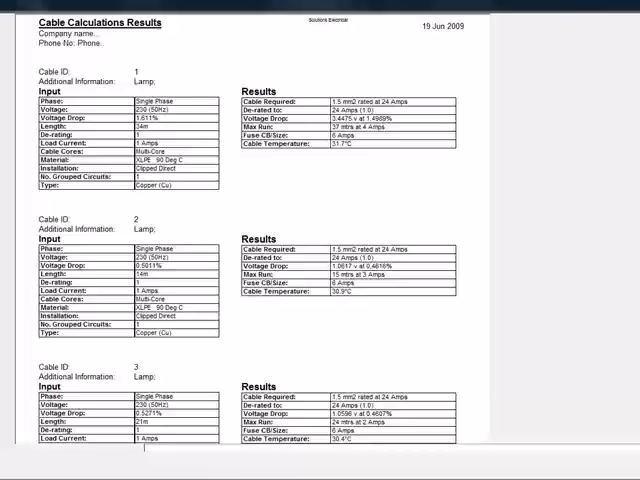 Cable Calculations Results
Solutions Electrical
19 Jun 2009
Company name...
Phone No: Phone.
Cable ID: 1
Additional Information: Lamp;
Input
Phase: Single Phase
Voltage: 230 (50Hz)
Voltage Drop: 1.611%
Length: 34m
De-rating: 1
Load Current: 1 Amps
Cable Cores: Multi-Core
Material: XLPE 90 Deg C
Installation: Clipped Direct
No. Grouped Circuits: 1
Type: Copper (Cu)
Results
Cable Required: 1.5 mm2 rated at 24 Amps
De-rated to: 24 Amps (1.0)
Voltage Drop: 3.4475 v at 1.4989%
Max Run: 37 mtrs at 4 Amps
Fuse CB/Size: 6 Amps
Cable Temperature: 31.7°C
Cable ID: 2
Additional Information: Lamp;
Input
Phase: Single Phase
Voltage: 230 (50Hz)
Voltage Drop: 0.5011%
Length: 14m
De-rating: 1
Load Current: 1 Amps
Cable Cores: Multi-Core
Material: XLPE 90 Deg C
Installation: Clipped Direct
No. Grouped Circuits: 1
Type: Copper (Cu)
Results
Cable Required: 1.5 mm2 rated at 24 Amps
De-rated to: 24 Amps (1.0)
Voltage Drop: 1.0617 v at 0.4616%
Max Run: 15 mtrs at 3 Amps
Fuse CB/Size: 6 Amps
Cable Temperature: 30.9°C
Cable ID: 3
Additional Information: Lamp;
Input
Phase: Single Phase
Voltage: 230 (50Hz)
Voltage Drop: 0.5271%
Length: 21m
De-rating: 1
Load Current: 1 Amps
Results
Cable Required: 1.5 mm2 rated at 24 Amps
De-rated to: 24 Amps (1.0)
Voltage Drop: 1.0596 v at 0.4607%
Max Run: 24 mtrs at 2 Amps
Fuse CB/Size: 6 Amps
Cable Temperature: 30.4°C